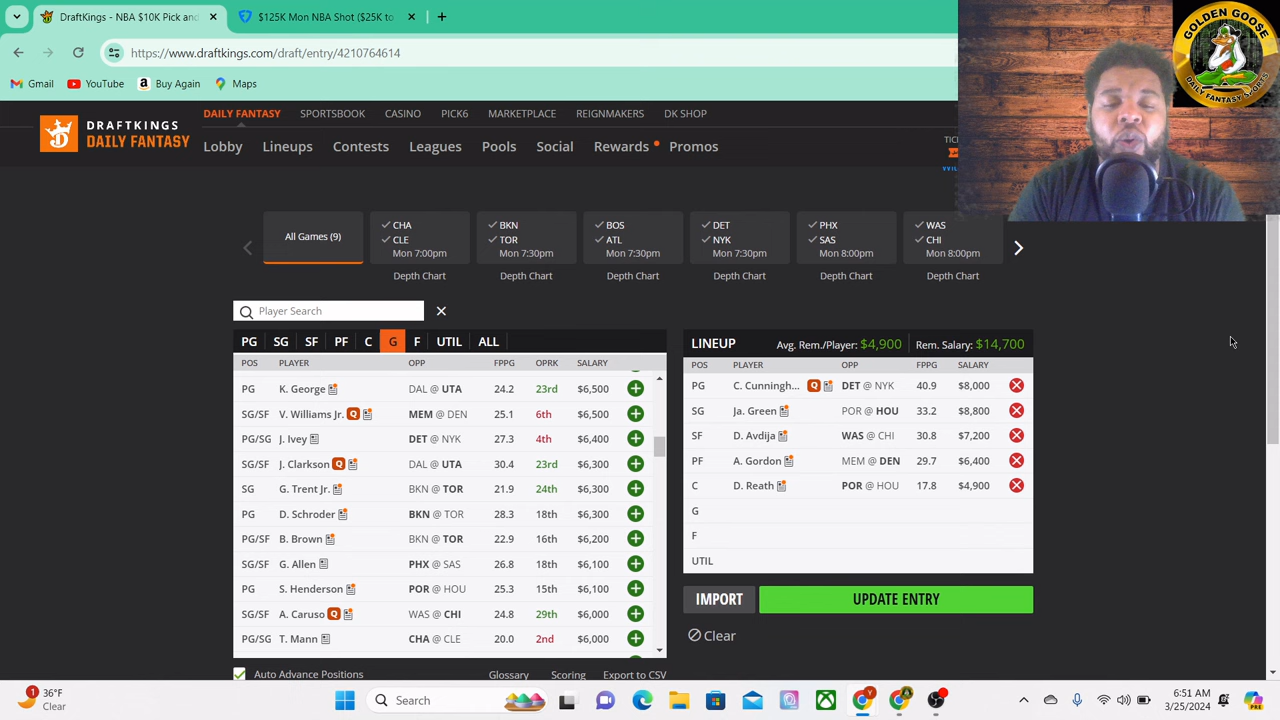 DraftKings - NBA $10K Pick and
$125K Mon NBA Shot ($25K to
https://www.draftkings.com/draft/entry/4210764614
Gmail YouTube Buy Again Maps
GOLDEN GOOSE
DAILY FANTASY SPORTS
DRAFTKINGS
DAILY FANTASY
DAILY FANTASY SPORTSBOOK CASINO PICK6 MARKETPLACE REIGNMAKERS DK SHOP
Lobby Lineups Contests Leagues Pools Social Rewards Promos
All Games (9)
CHA
CLE
Mon 7:00pm
Depth Chart
BKN
TOR
Mon 7:30pm
Depth Chart
BOS
ATL
Mon 7:30pm
Depth Chart
DET
NYK
Mon 7:30pm
Depth Chart
PHX
SAS
Mon 8:00pm
Depth Chart
WAS
CHI
Mon 8:00pm
Depth Chart
Player Search
PG SG SF PF C G F UTIL ALL
POS PLAYER OPP FPPG OPRK SALARY
PG K. George DAL @ UTA 24.2 23rd $6,500
SG/SF V. Williams Jr. Q MEM @ DEN 25.1 6th $6,500
PG/SG J. Ivey DET @ NYK 27.3 4th $6,400
SG/SF J. Clarkson Q DAL @ UTA 30.4 23rd $6,300
SG G. Trent Jr. BKN @ TOR 21.9 24th $6,300
PG D. Schroder BKN @ TOR 28.3 18th $6,300
PG/SF B. Brown BKN @ TOR 22.9 16th $6,200
SG/SF G. Allen PHX @ SAS 26.8 18th $6,100
PG S. Henderson POR @ HOU 25.3 15th $6,100
SG/SF A. Caruso Q WAS @ CHI 24.8 29th $6,000
PG/SG T. Mann CHA @ CLE 20.0 2nd $6,000
Auto Advance Positions Glossary Scoring Export to CSV
LINEUP Avg. Rem./Player: $4,900 Rem. Salary: $14,700
POS PLAYER OPP FPPG SALARY
PG C. Cunningh... Q DET @ NYK 40.9 $8,000
SG Ja. Green POR @ HOU 33.2 $8,800
SF D. Avdija WAS @ CHI 30.8 $7,200
PF A. Gordon MEM @ DEN 29.7 $6,400
C D. Reath POR @ HOU 17.8 $4,900
G
F
UTIL
IMPORT UPDATE ENTRY
Clear
1
36°F
Clear
Search
6:51 AM
3/25/2024